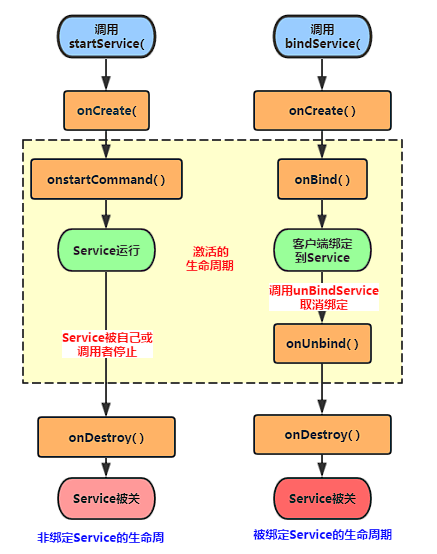 调用
startService(
onCreate(
onstartCommand( )
Service运行
Service被自己或
调用者停止
onDestroy( )
Service被关
非绑定Service的生命周
激活的
生命周期
调用
bindService(
onCreate( )
onBind( )
客户端绑定
到Service
调用unBindService
取消绑定
onUnbind( )
onDestroy( )
Service被关
被绑定Service的生命周期